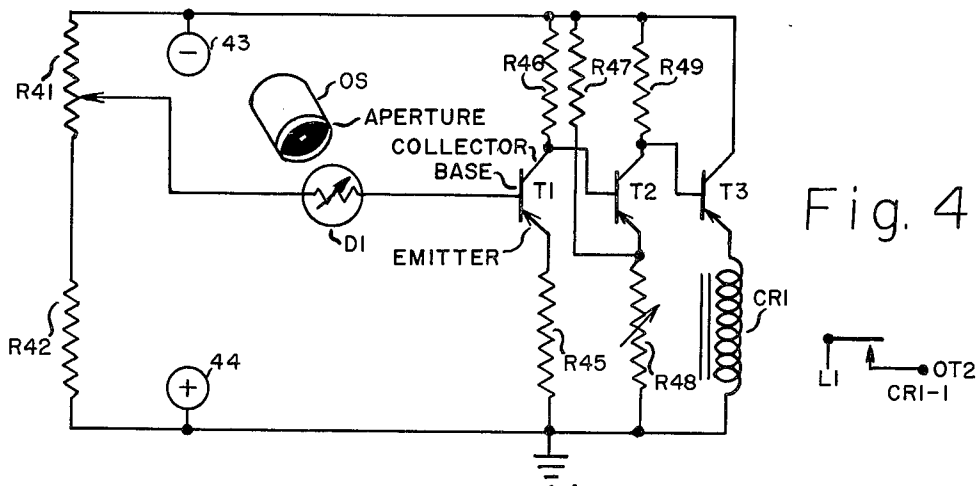 43
R41
OS
APERTURE
COLLECTOR
BASE
R46
R47
R49
T1
T2
T3
D1
EMITTER
Fig. 4
R42
44
R45
R48
CR1
L1
OT2
CR1-1